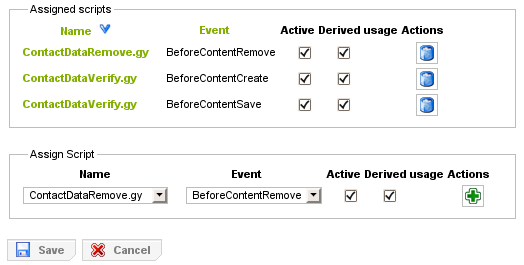 Assigned scripts
Name Event Active Derived usage Actions
ContactDataRemove.gy BeforeContentRemove
ContactDataVerify.gy BeforeContentCreate
ContactDataVerify.gy BeforeContentSave
Assign Script
Name Event Active Derived usage Actions
ContactDataRemove.gy BeforeContentRemove
Save Cancel